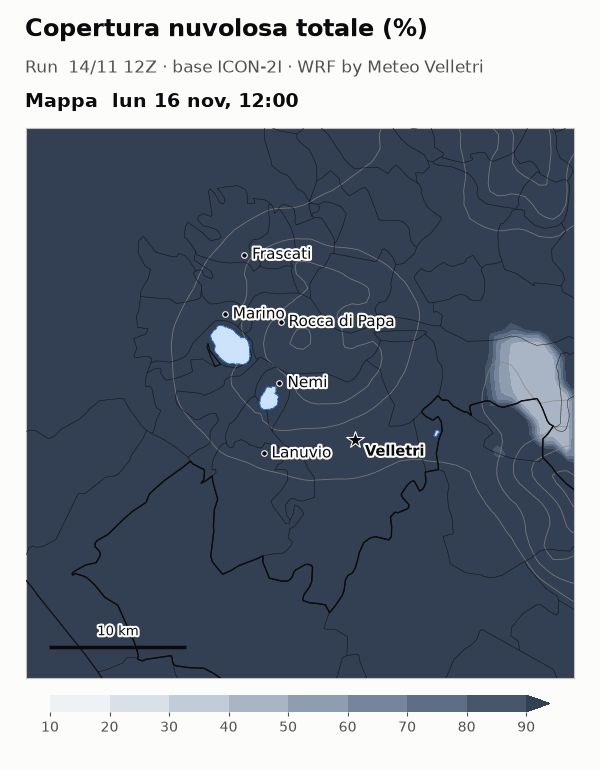 Copertura nuvolosa totale (%)
Run  14/11 12Z · base ICON-2I · WRF by Meteo Velletri
Mappa  lun 16 nov, 12:00
Frascati
Marino
Rocca di Papa
Nemi
Velletri
Lanuvio
10 km
10 20 30 40 50 60 70 80 90